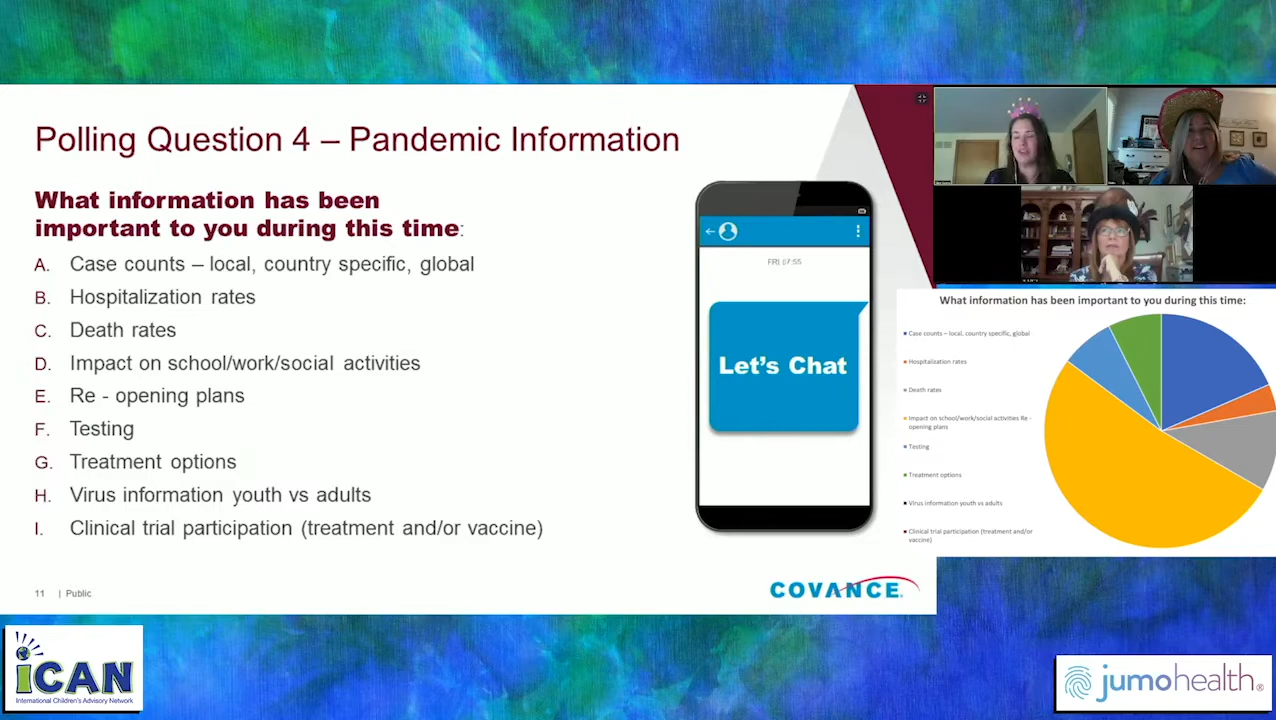 Polling Question 4 – Pandemic Information
What information has been
important to you during this time:
A. Case counts – local, country specific, global
B. Hospitalization rates
C. Death rates
D. Impact on school/work/social activities
E. Re - opening plans
F. Testing
G. Treatment options
H. Virus information youth vs adults
I. Clinical trial participation (treatment and/or vaccine)
FRI 07:55
Let's Chat
11 | Public
COVANCE
What information has been important to you during this time:
Case counts – local, country specific, global
Hospitalization rates
Death rates
Impact on school/work/social activities Re -
opening plans
Testing
Treatment options
Virus information youth vs adults
Clinical trial participation (treatment and/or
vaccine)
iCAN
International Children's Advisory Network
jumohealth®